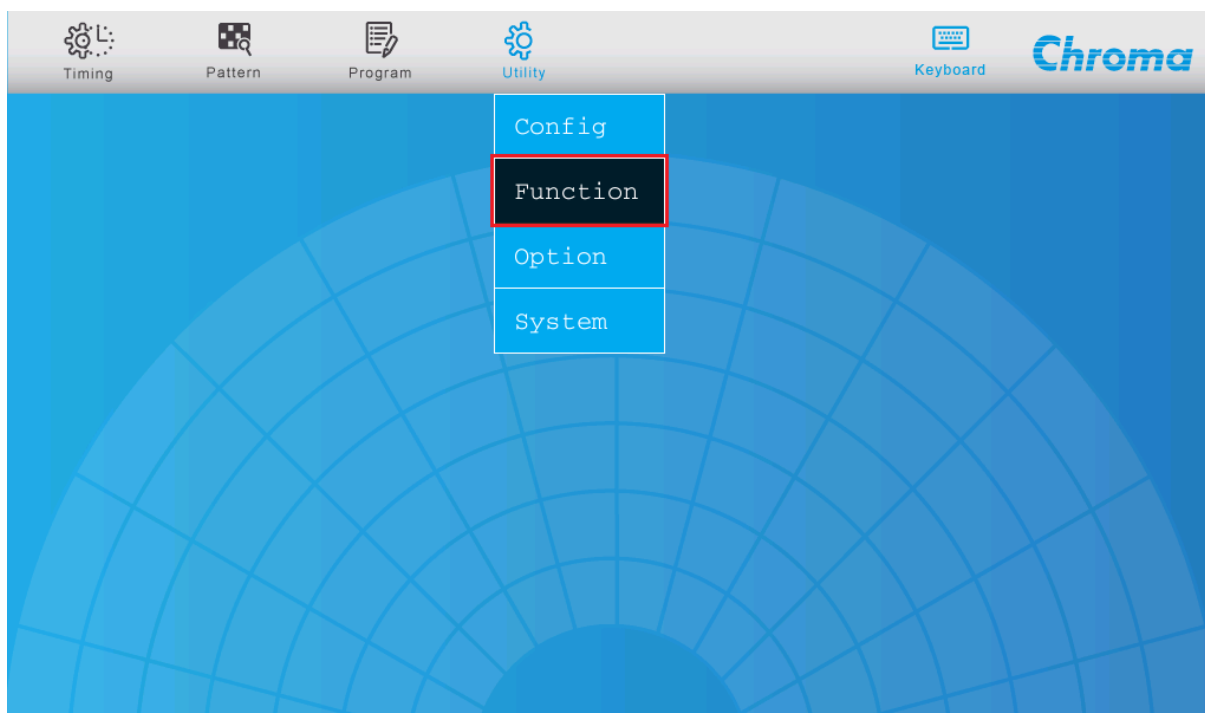 Timing
Pattern
Program
Utility
Keyboard
Chroma
Config
Function
Option
System